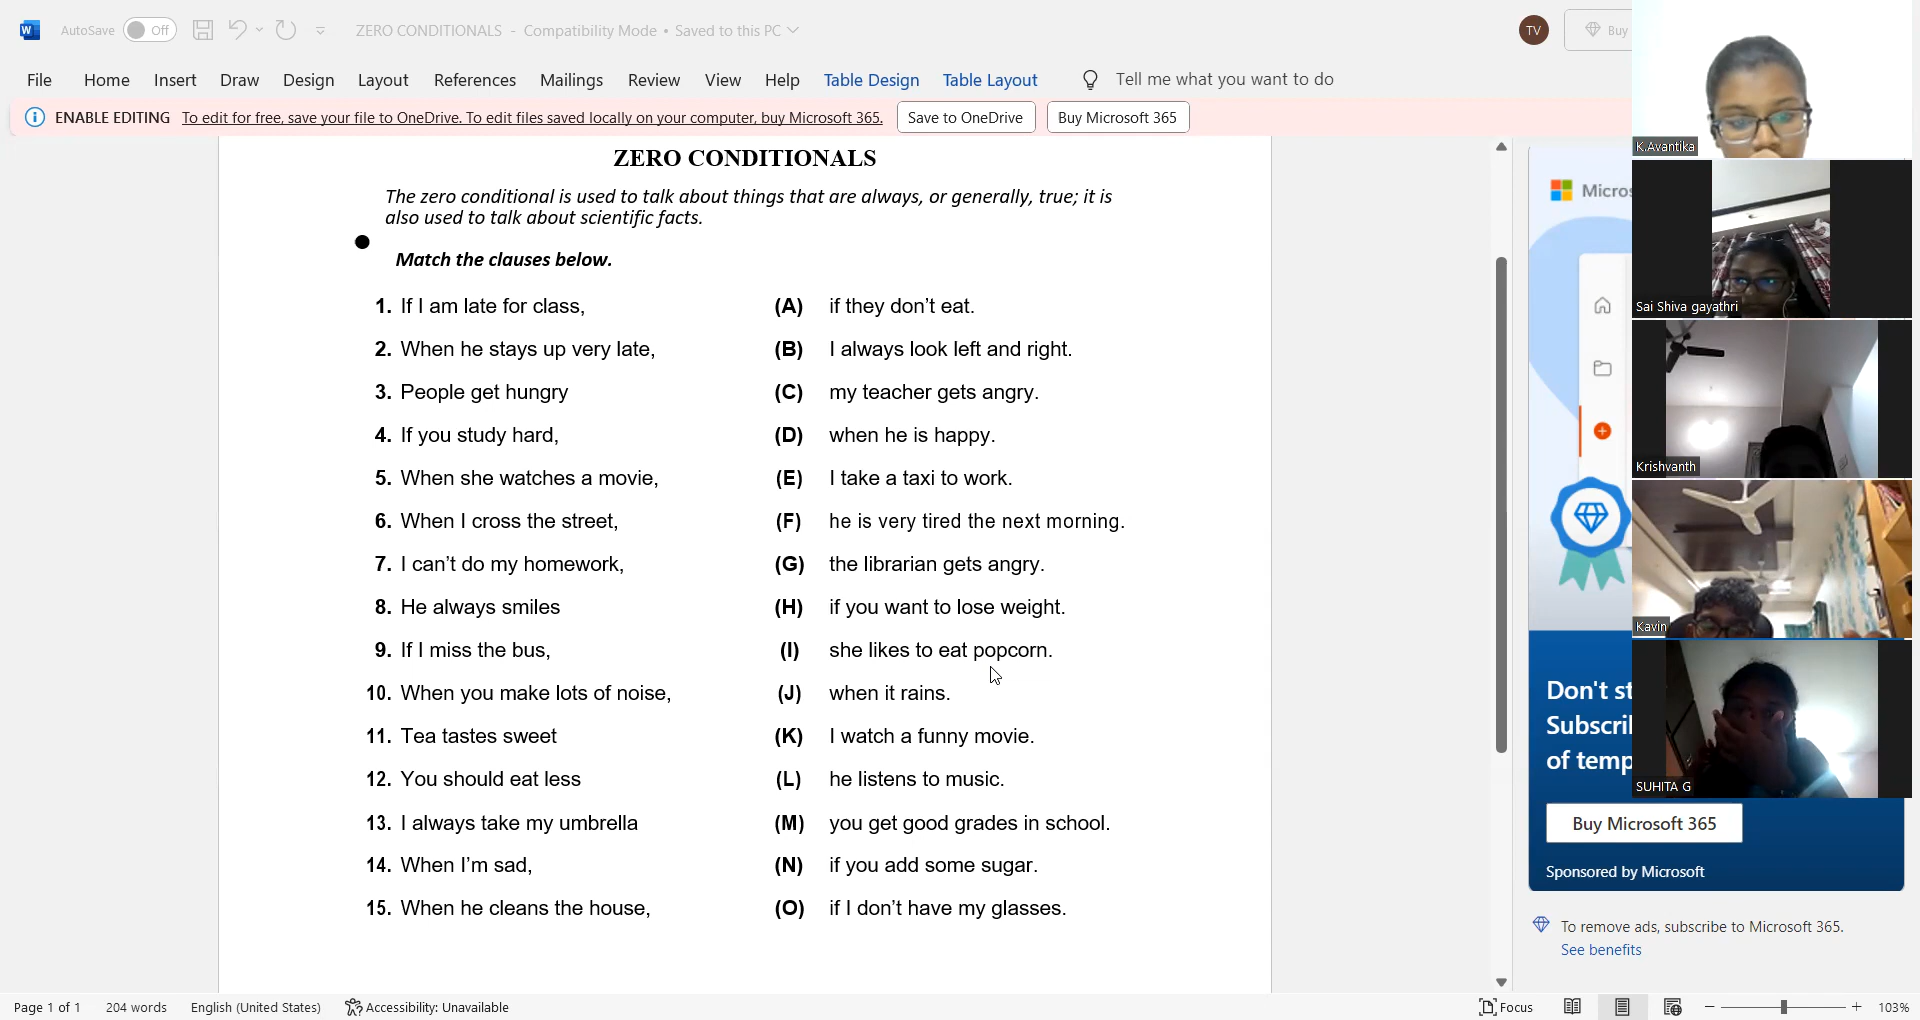 AutoSave Off ZERO CONDITIONALS - Compatibility Mode • Saved to this PC TV Buy
File Home Insert Draw Design Layout References Mailings Review View Help Table Design Table Layout Tell me what you want to do
ENABLE EDITING To edit for free, save your file to OneDrive. To edit files saved locally on your computer, buy Microsoft 365. Save to OneDrive Buy Microsoft 365
ZERO CONDITIONALS
The zero conditional is used to talk about things that are always, or generally, true; it is
also used to talk about scientific facts.
Match the clauses below.
1. If I am late for class, (A) if they don’t eat.
2. When he stays up very late, (B) I always look left and right.
3. People get hungry (C) my teacher gets angry.
4. If you study hard, (D) when he is happy.
5. When she watches a movie, (E) I take a taxi to work.
6. When I cross the street, (F) he is very tired the next morning.
7. I can’t do my homework, (G) the librarian gets angry.
8. He always smiles (H) if you want to lose weight.
9. If I miss the bus, (I) she likes to eat popcorn.
10. When you make lots of noise, (J) when it rains.
11. Tea tastes sweet (K) I watch a funny movie.
12. You should eat less (L) he listens to music.
13. I always take my umbrella (M) you get good grades in school.
14. When I’m sad, (N) if you add some sugar.
15. When he cleans the house, (O) if I don’t have my glasses.
K.Avantika
Sai Shiva gayathri
Krishvanth
Kavin
SUHITA G
Don't
Buy Microsoft 365
Sponsored by Microsoft
To remove ads, subscribe to Microsoft 365.
See benefits
Page 1 of 1 204 words English (United States) Accessibility: Unavailable Focus 103%